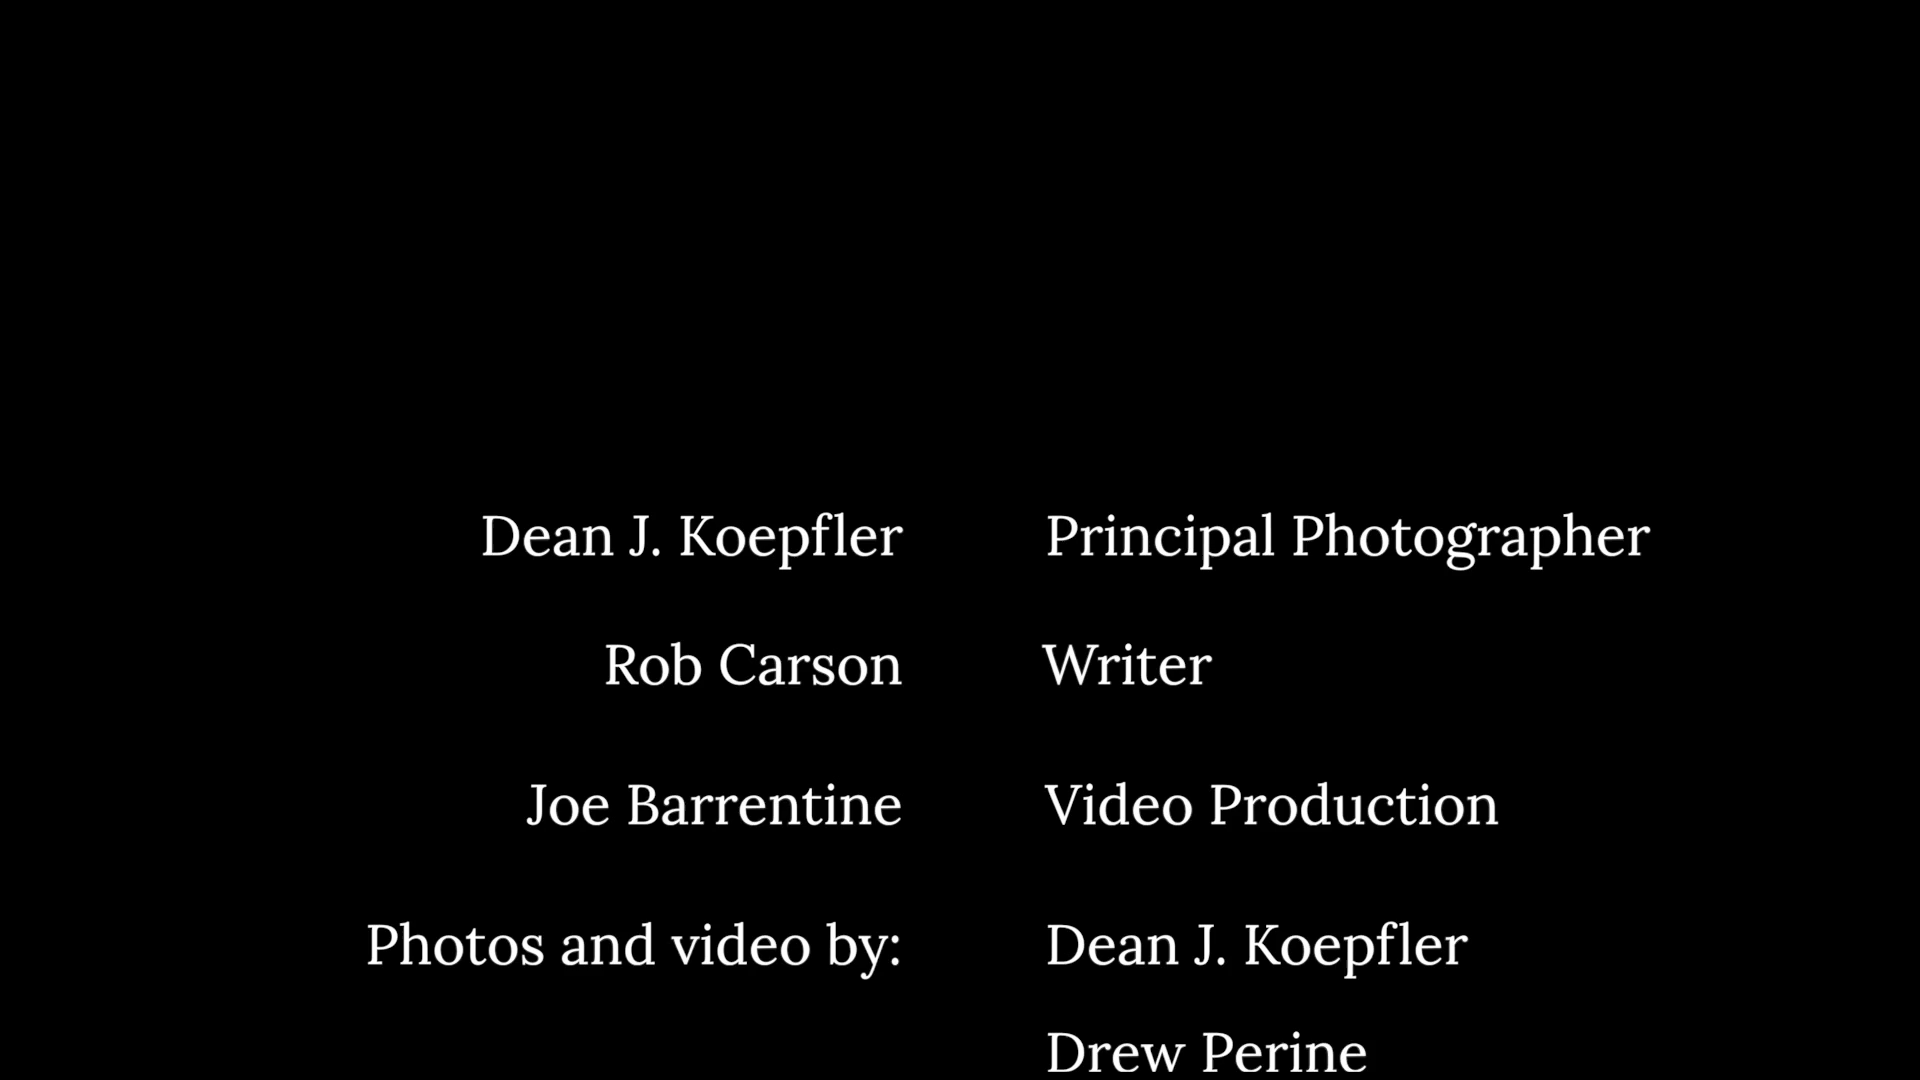 Dean J. Koepfler Principal Photographer
Rob Carson Writer
Joe Barrentine Video Production
Photos and video by: Dean J. Koepfler
Drew Perine